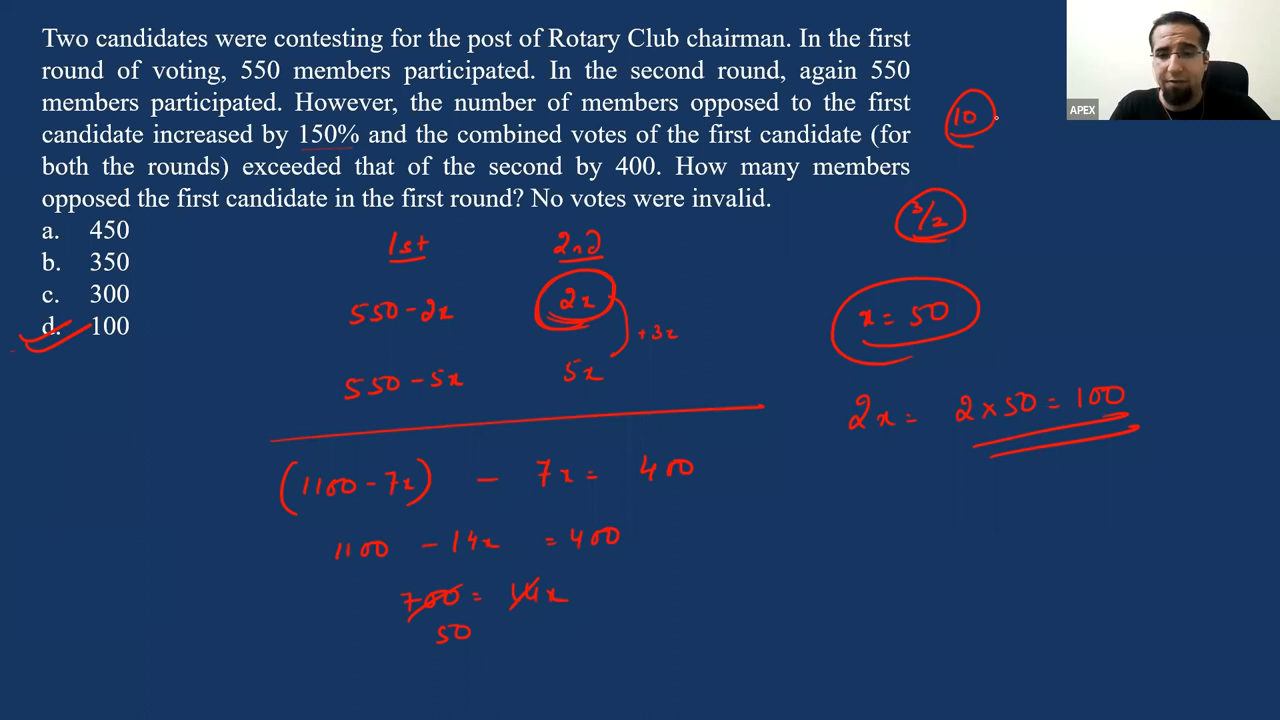 Two candidates were contesting for the post of Rotary Club chairman. In the first
round of voting, 550 members participated. In the second round, again 550
members participated. However, the number of members opposed to the first
candidate increased by 150% and the combined votes of the first candidate (for
both the rounds) exceeded that of the second by 400. How many members
opposed the first candidate in the first round? No votes were invalid.
a. 450
b. 350
c. 300
d. 100
1st 2nd
550-2x 2x
+3x
550-5x 5x
(1100-7x) - 7x = 400
1100 - 14x = 400
700 = 14x
50
10
3/2
x = 50
2x = 2×50 = 100
APEX